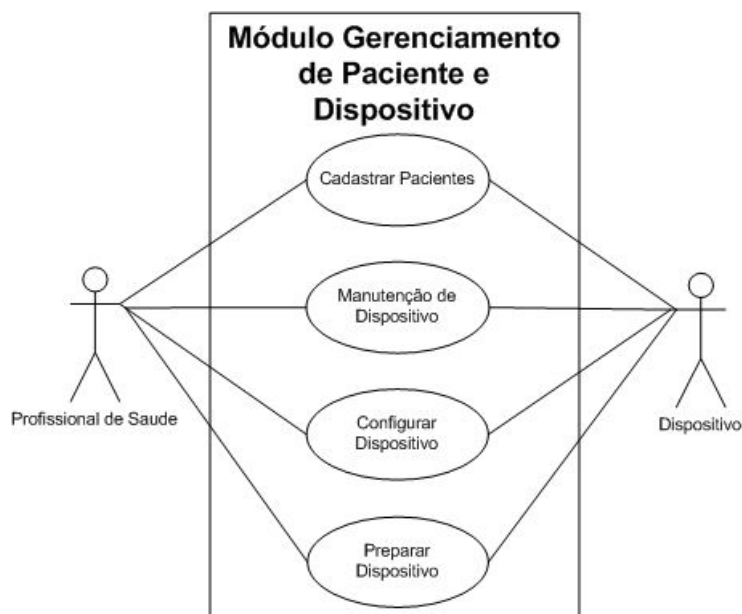 Módulo Gerenciamento
de Paciente e
Dispositivo
Cadastrar Pacientes
Manutenção de
Dispositivo
Configurar
Dispositivo
Preparar
Dispositivo
Profissional de Saude
Dispositivo